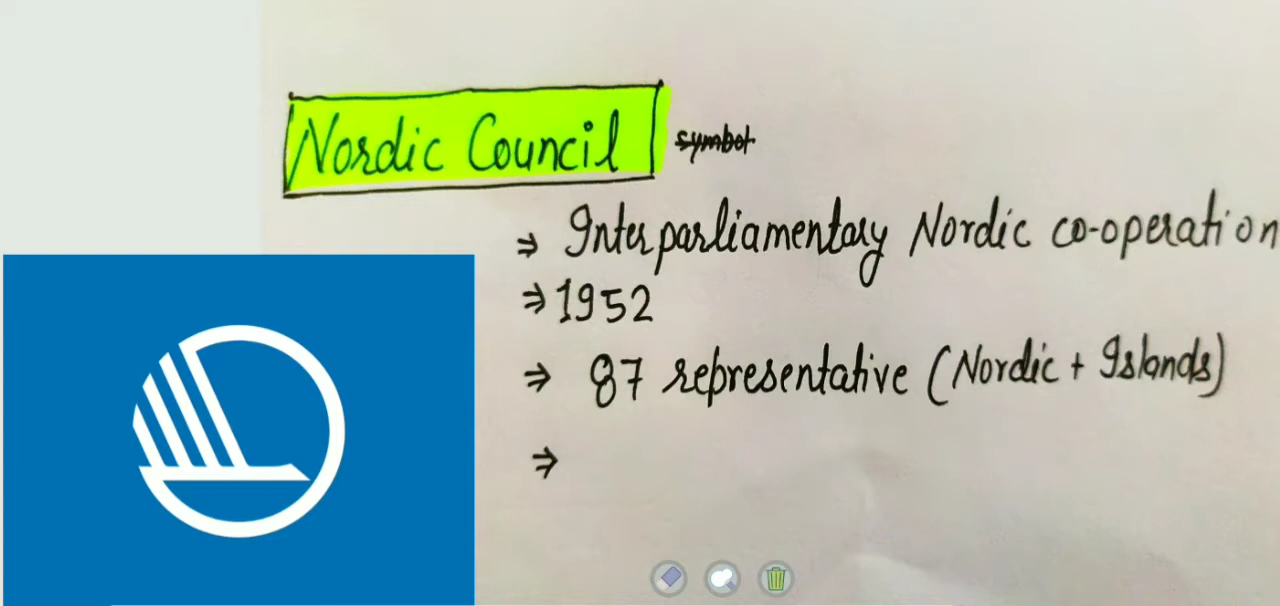 Nordic Council symbol
⇒ Interparliamentary Nordic co-operation
⇒ 1952
⇒ 87 representative (Nordic + Islands)
⇒